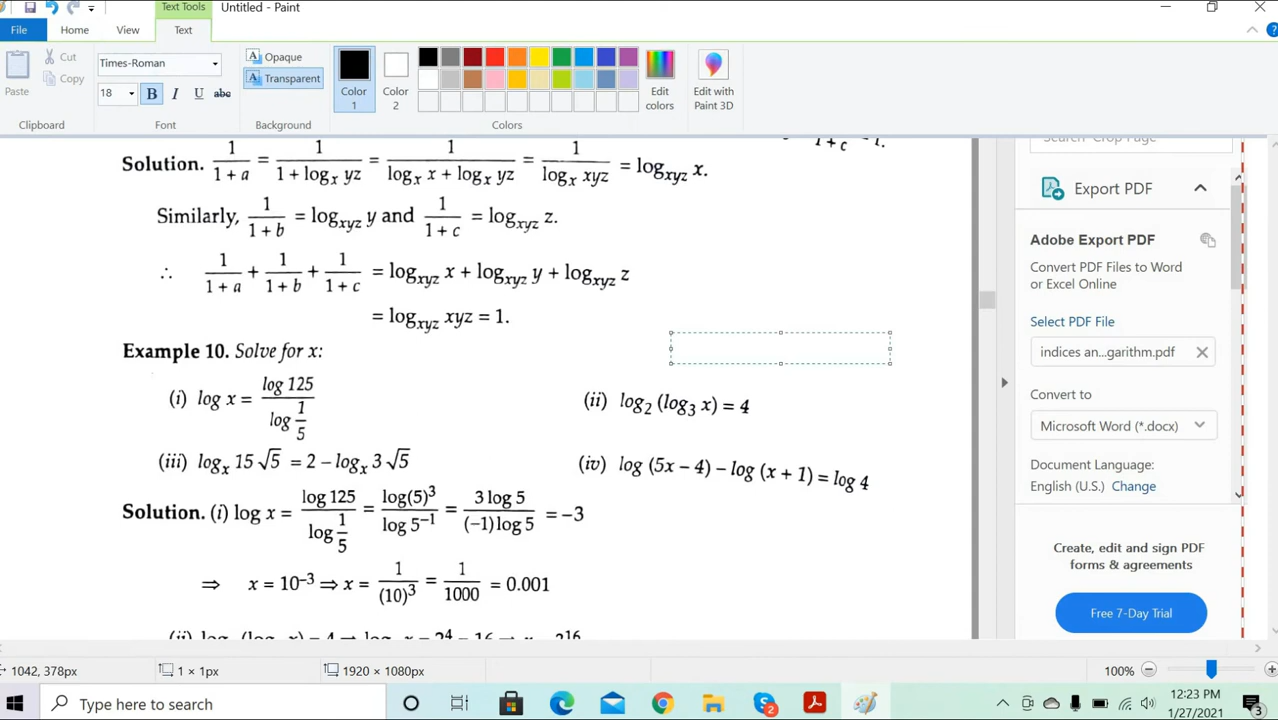 Text Tools
Untitled - Paint
File Home View Text
Paste
Cut
Copy
Clipboard
Times-Roman
18 B I U abc
Font
Opaque
Transparent
Background
Color 1
Color 2
Edit colors
Edit with Paint 3D
Colors
1 + c
Solution. 1/(1 + a) = 1/(1 + log_x yz) = 1/(log_x x + log_x yz) = 1/(log_x xyz) = log_xyz x.
Similarly, 1/(1 + b) = log_xyz y and 1/(1 + c) = log_xyz z.
∴ 1/(1 + a) + 1/(1 + b) + 1/(1 + c) = log_xyz x + log_xyz y + log_xyz z
= log_xyz xyz = 1.
Example 10. Solve for x:
(i) log x = log 125 / log 1/5
(ii) log_2 (log_3 x) = 4
(iii) log_x 15√5 = 2 – log_x 3√5
(iv) log (5x – 4) – log (x + 1) = log 4
Solution. (i) log x = log 125 / log 1/5 = log(5)^3 / log 5^–1 = 3 log 5 / (–1) log 5 = –3
⇒ x = 10^–3 ⇒ x = 1/(10)^3 = 1/1000 = 0.001
Export PDF
Adobe Export PDF
Convert PDF Files to Word
or Excel Online
Select PDF File
indices an...garithm.pdf
Convert to
Microsoft Word (*.docx)
Document Language:
English (U.S.) Change
Create, edit and sign PDF
forms & agreements
Free 7-Day Trial
1042, 378px
1 × 1px
1920 × 1080px
100%
Type here to search
2
12:23 PM
1/27/2021
3